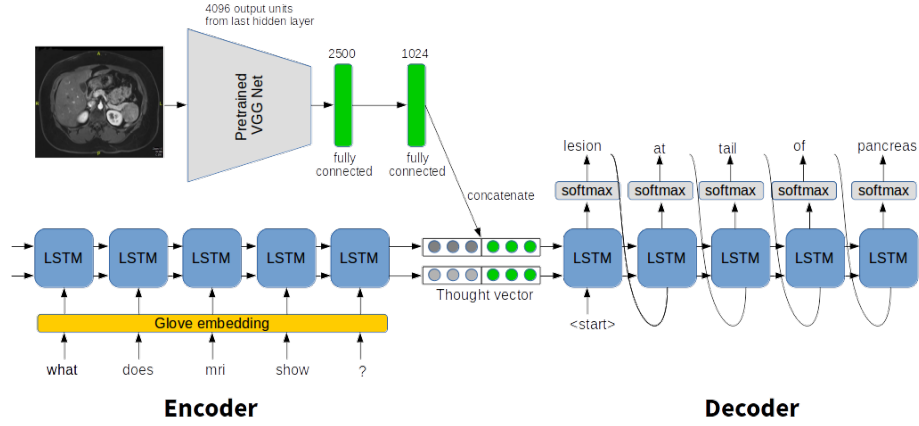 4096 output units
from last hidden layer
2500
1024
Pretrained
VGG Net
fully
connected
fully
connected
concatenate
lesion
at
tail
of
pancreas
softmax
softmax
softmax
softmax
softmax
LSTM
LSTM
LSTM
LSTM
LSTM
LSTM
LSTM
LSTM
LSTM
LSTM
Thought vector
Glove embedding
<start>
what
does
mri
show
?
Encoder
Decoder